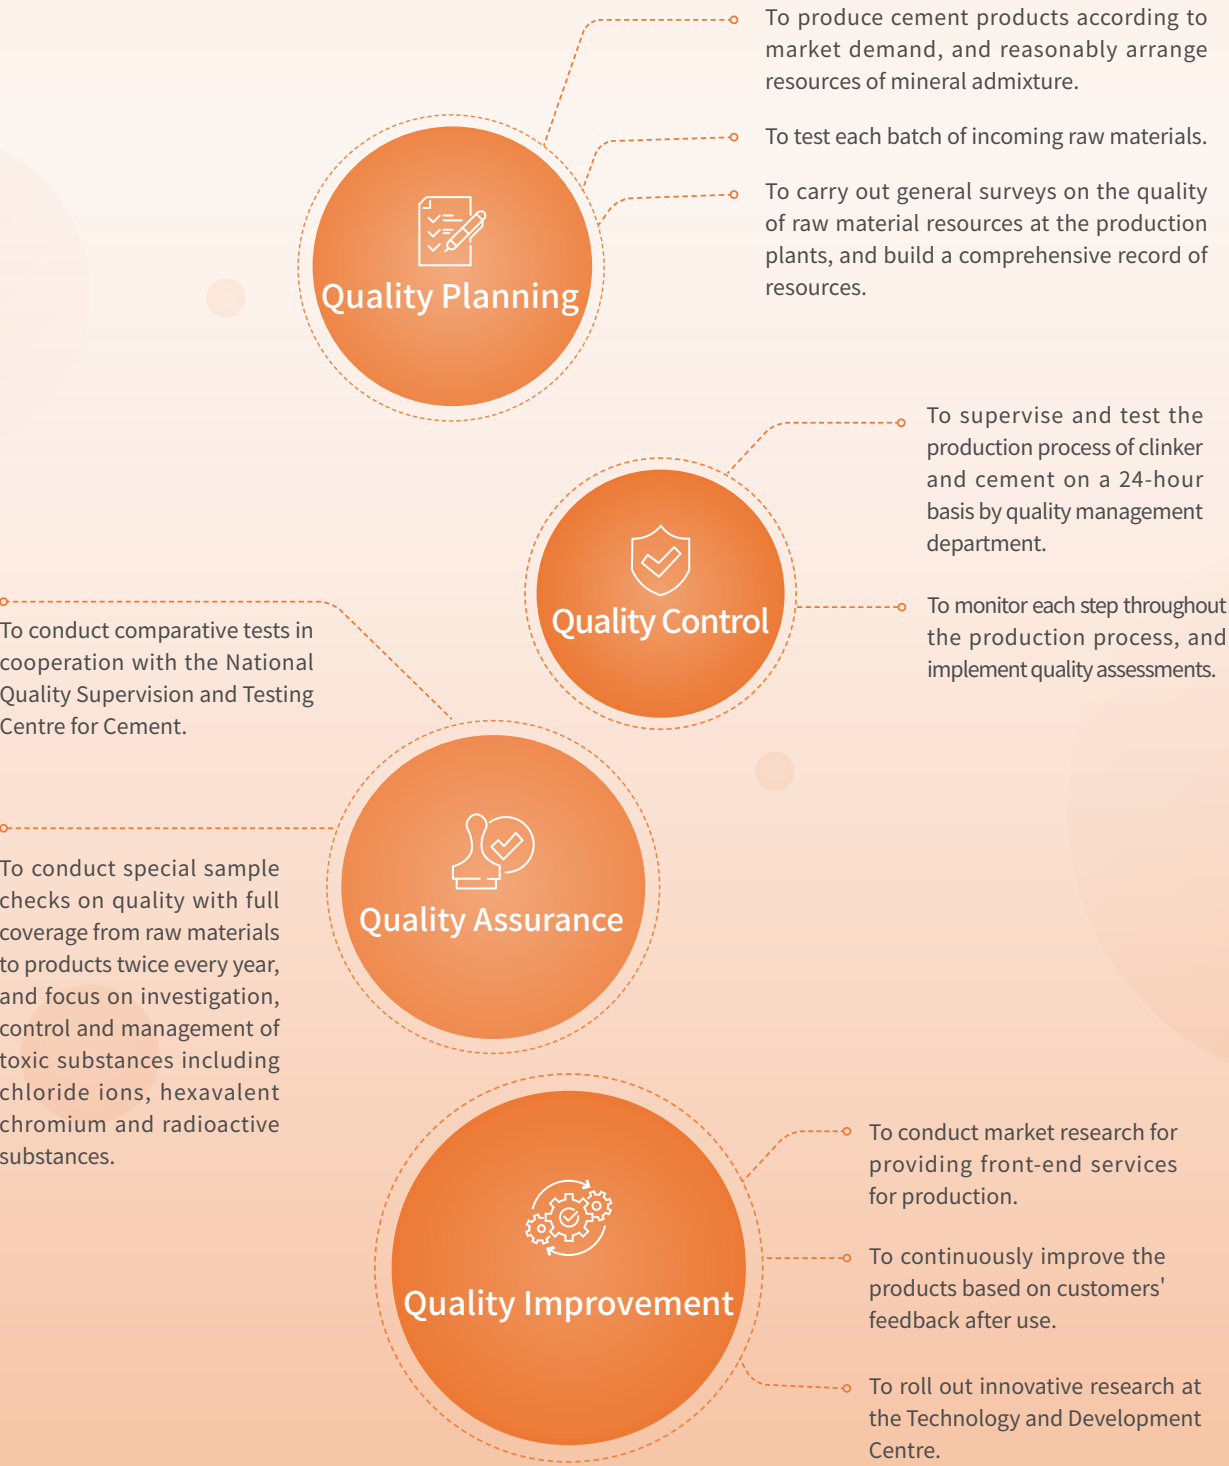 To produce cement products according to
market demand, and reasonably arrange
resources of mineral admixture.
To test each batch of incoming raw materials.
To carry out general surveys on the quality
of raw material resources at the production
plants, and build a comprehensive record of
resources.
Quality Planning
To supervise and test the
production process of clinker
and cement on a 24-hour
basis by quality management
department.
To monitor each step throughout
the production process, and
implement quality assessments.
Quality Control
To conduct comparative tests in
cooperation with the National
Quality Supervision and Testing
Centre for Cement.
To conduct special sample
checks on quality with full
coverage from raw materials
to products twice every year,
and focus on investigation,
control and management of
toxic substances including
chloride ions, hexavalent
chromium and radioactive
substances.
Quality Assurance
Quality Improvement
To conduct market research for
providing front-end services
for production.
To continuously improve the
products based on customers'
feedback after use.
To roll out innovative research at
the Technology and Development
Centre.